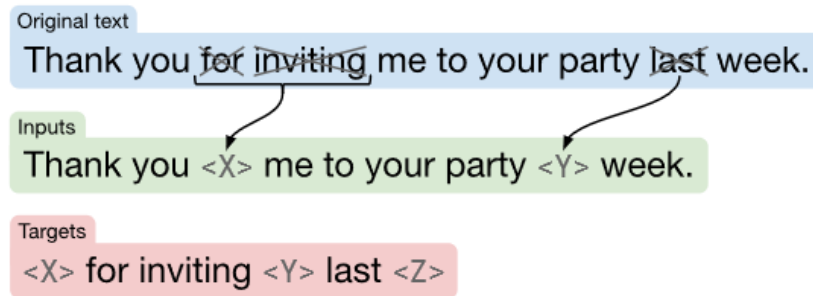 Original text
Thank you for inviting me to your party last week.
Inputs
Thank you <X> me to your party <Y> week.
Targets
<X> for inviting <Y> last <Z>